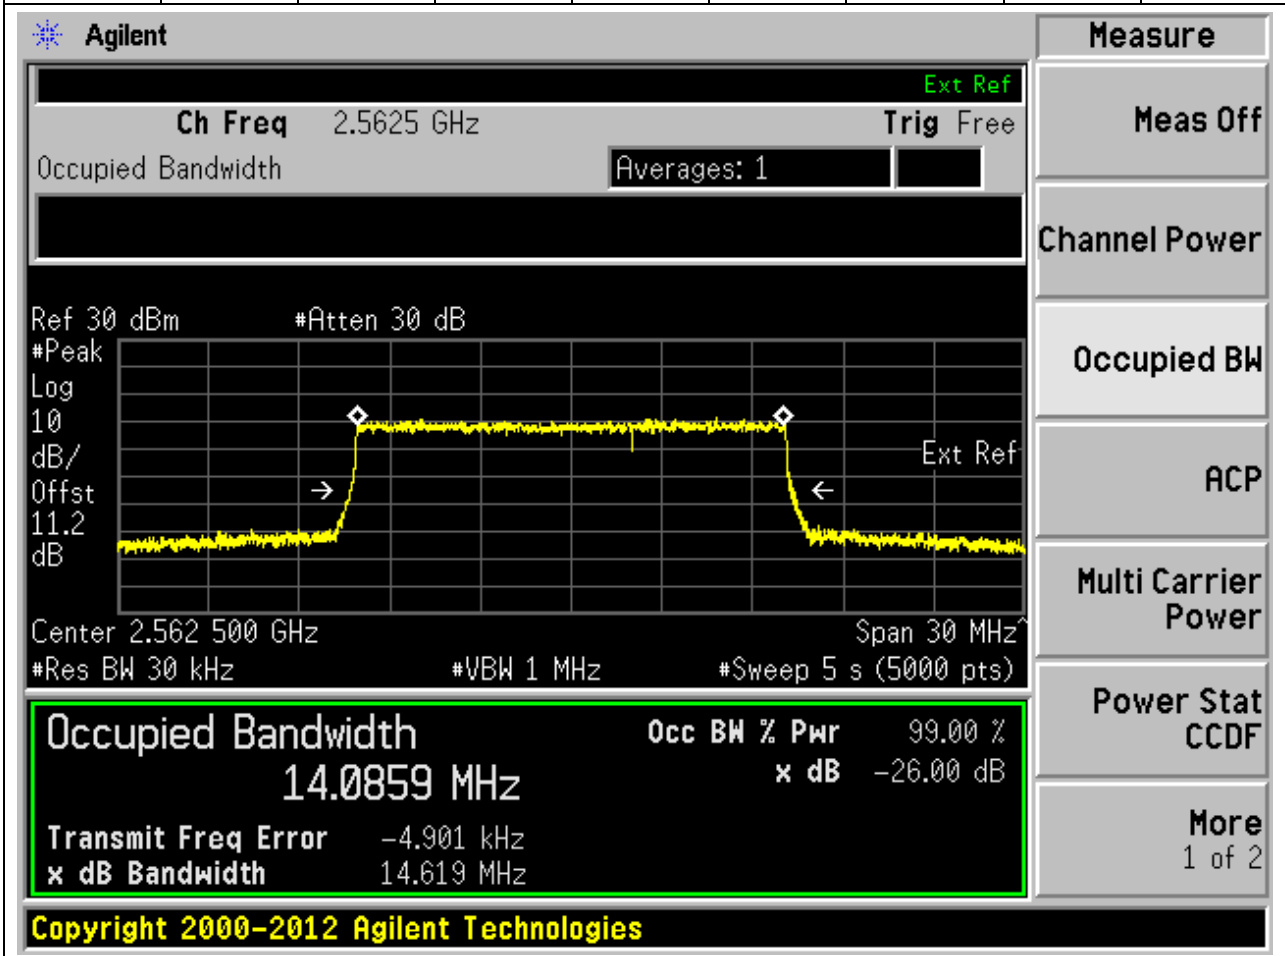 Agilent
Measure
Ext Ref
Ch Freq 2.5625 GHz Trig Free
Meas Off
Occupied Bandwidth Averages: 1
Channel Power
Ref 30 dBm #Atten 30 dB
#Peak
Log
10
dB/
Offst
11.2
dB
Ext Ref
Occupied BW
ACP
Center 2.562 500 GHz Span 30 MHz^
#Res BW 30 kHz #VBW 1 MHz #Sweep 5 s (5000 pts)
Multi Carrier
Power
Occupied Bandwidth Occ BW % Pwr 99.00 %
14.0859 MHz x dB -26.00 dB
Transmit Freq Error -4.901 kHz
x dB Bandwidth 14.619 MHz
Power Stat
CCDF
More
1 of 2
Copyright 2000-2012 Agilent Technologies